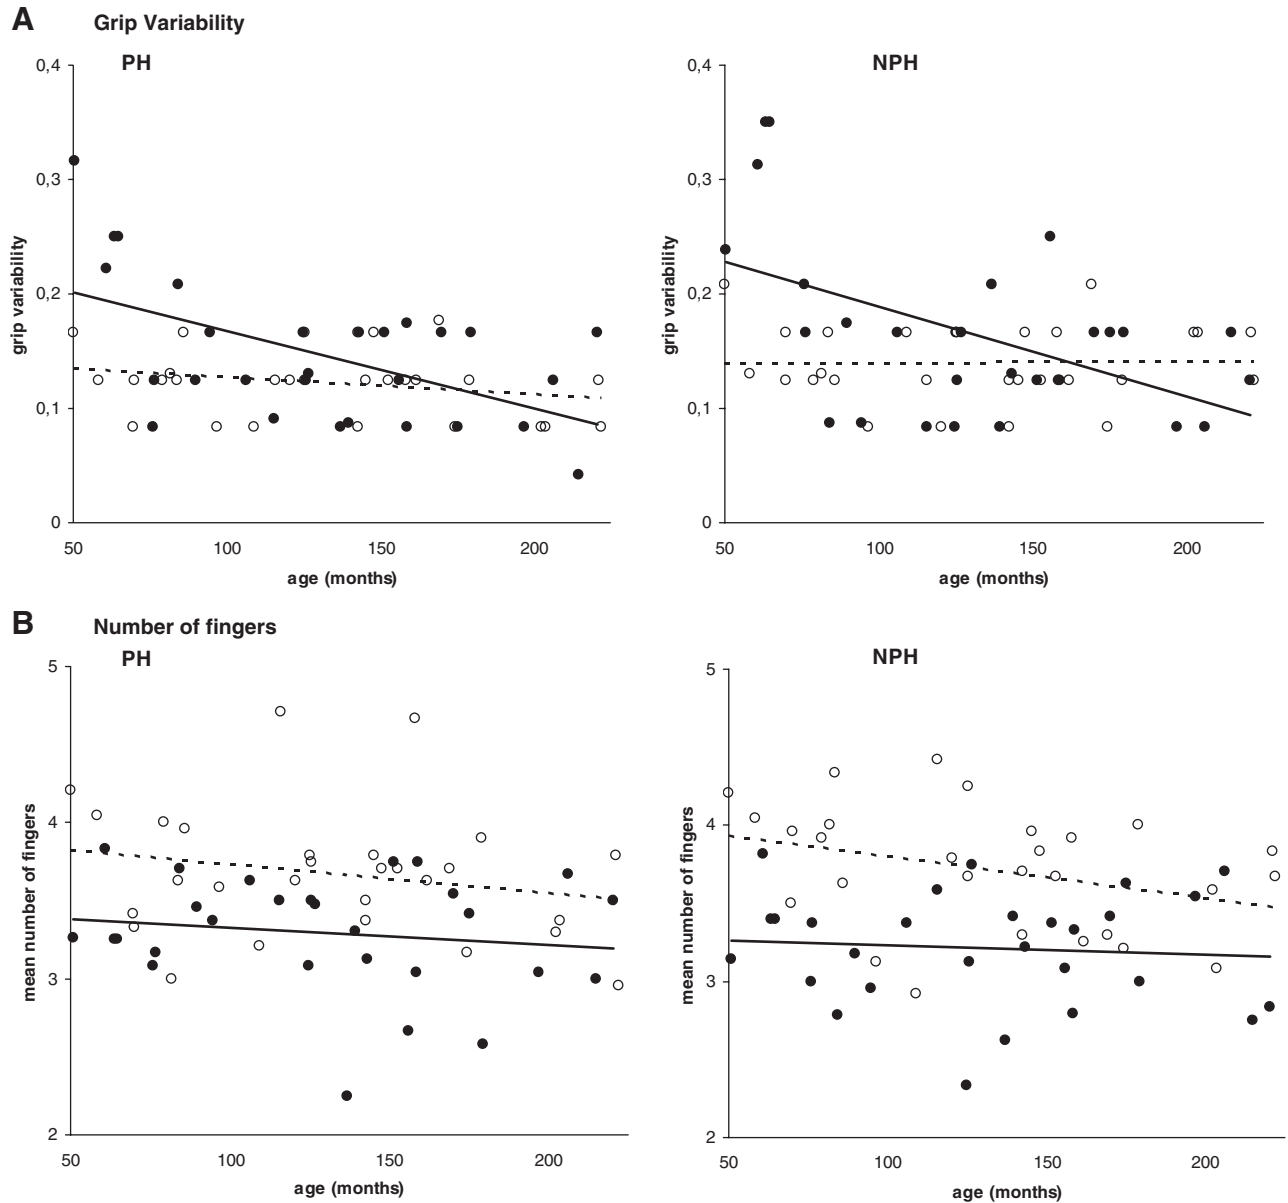 A Grip Variability
PH
0,4
0,3
0,2
0,1
0
grip variability
50 100 150 200
age (months)
NPH
0,4
0,3
0,2
0,1
0
grip variability
50 100 150 200
age (months)
B Number of fingers
PH
5
4
3
2
mean number of fingers
50 100 150 200
age (months)
NPH
5
4
3
2
mean number of fingers
50 100 150 200
age (months)